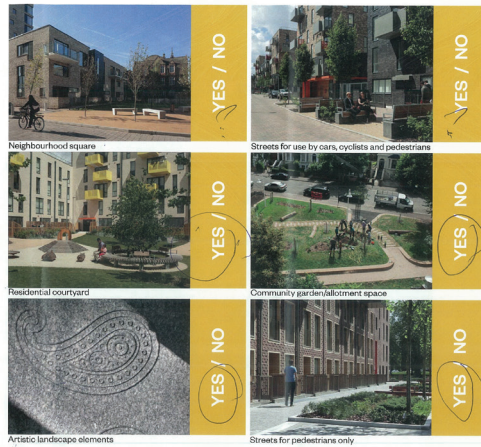 YES / NO
YES / NO
Neighbourhood square
Streets for use by cars, cyclists and pedestrians
YES / NO
YES / NO
Residential courtyard
Community garden/allotment space
YES / NO
YES / NO
Artistic landscape elements
Streets for pedestrians only